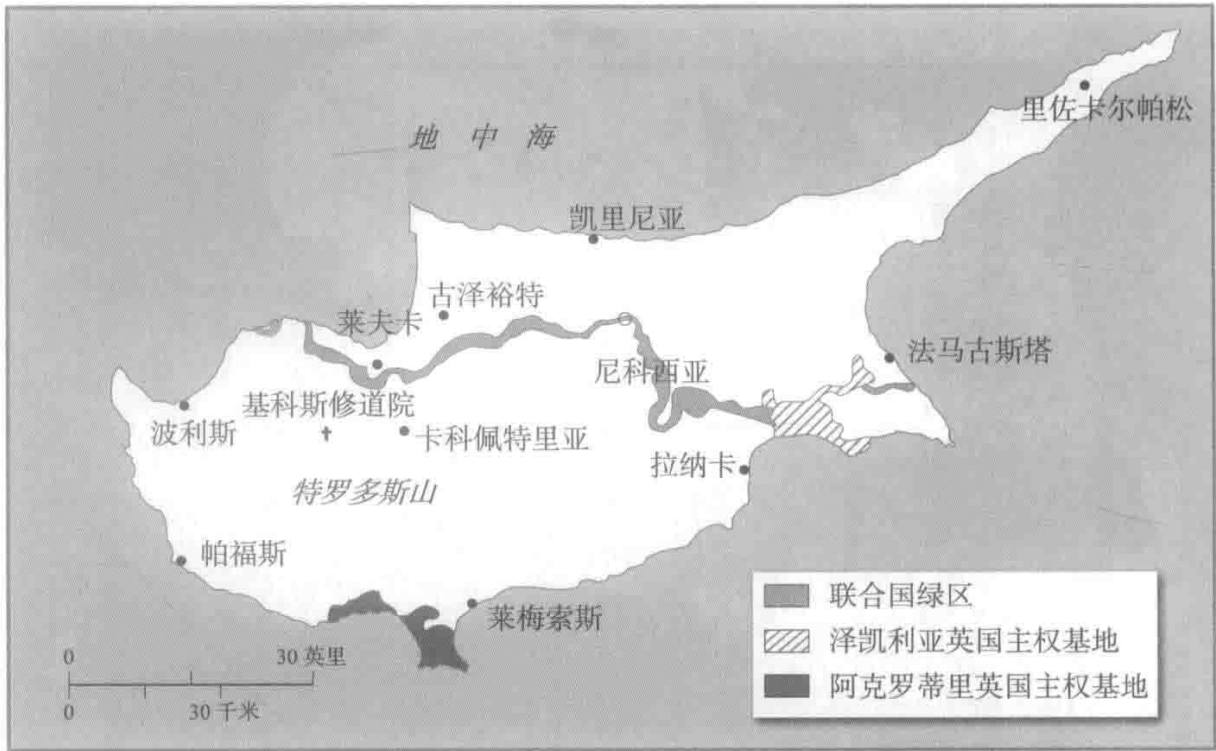 里佐卡尔帕松
地 中 海
凯里尼亚
古泽裕特
莱夫卡
法马古斯塔
尼科西亚
基科斯修道院
波利斯
卡科佩特里亚
拉纳卡
特罗多斯山
帕福斯
莱梅索斯
联合国绿区
泽凯利亚英国主权基地
阿克罗蒂里英国主权基地
0 30 英里
0 30 千米